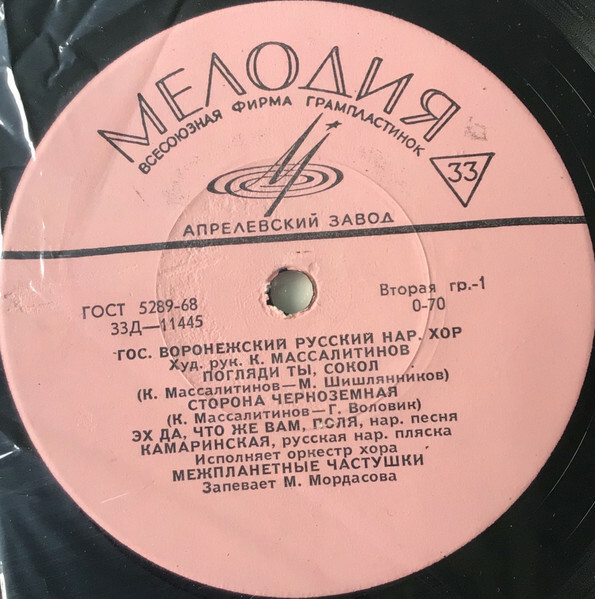 МЕЛОДИЯ
ВСЕСОЮЗНАЯ ФИРМА ГРАМПЛАСТИНОК
33
АПРЕЛЕВСКИЙ ЗАВОД
ГОСТ 5289-68
Вторая гр.-1
33Д—11445
0-70
ГОС. ВОРОНЕЖСКИЙ РУССКИЙ НАР. ХОР
Худ. рук. К. МАССАЛИТИНОВ
ПОГЛЯДИ ТЫ, СОКОЛ
(К. Массалитинов—М. Шишлянников)
СТОРОНА ЧЕРНОЗЕМНАЯ
(К. Массалитинов—Г. Воловик)
ЭХ ДА, ЧТО ЖЕ ВАМ, ПОЛЯ, нар. песня
КАМАРИНСКАЯ, русская нар. пляска
Исполняет оркестр хора
МЕЖПЛАНЕТНЫЕ ЧАСТУШКИ
Запевает М. Мордасова